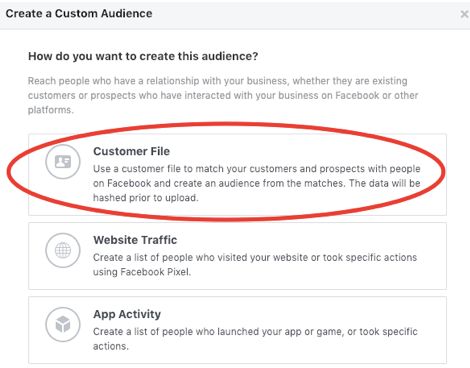 Create a Custom Audience
How do you want to create this audience?
Reach people who have a relationship with your business, whether they are existing
customers or prospects who have interacted with your business on Facebook or other
platforms.
Customer File
Use a customer file to match your customers and prospects with people
on Facebook and create an audience from the matches. The data will be
hashed prior to upload.
Website Traffic
Create a list of people who visited your website or took specific actions
using Facebook Pixel.
App Activity
Create a list of people who launched your app or game, or took specific
actions.